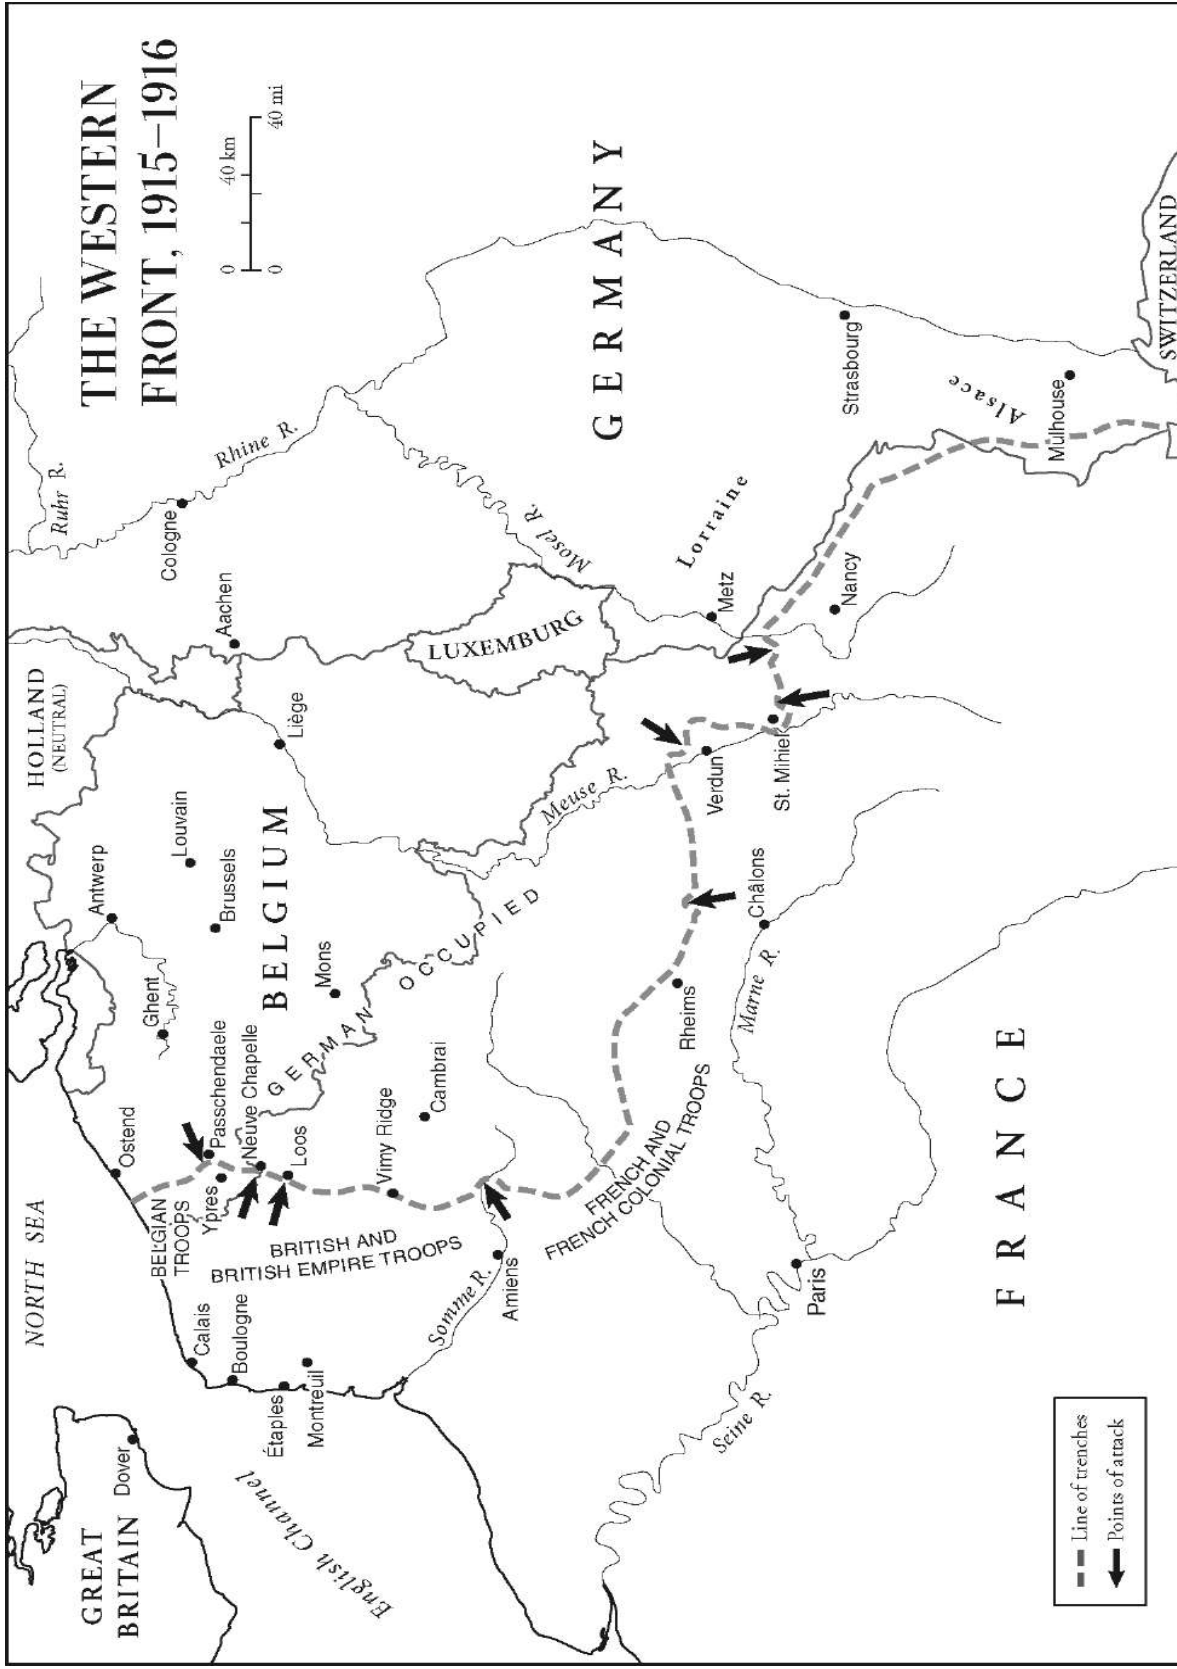 THE WESTERN
FRONT, 1915–1916
0 40 km
0 40 mi
NORTH SEA
HOLLAND
(NEUTRAL)
Ruhr R.
GREAT
BRITAIN
Dover
English Channel
Ostend
Antwerp
Ghent
Louvain
Brussels
Cologne
Rhine R.
Aachen
Calais
BELGIAN
TROOPS
Passchendaele
Ypres
Boulogne
Neuve Chapelle
BELGIUM
Liège
Étaples
Loos
Montreuil
BRITISH AND
BRITISH EMPIRE TROOPS
Mons
GERMAN OCCUPIED
Vimy Ridge
Cambrai
LUXEMBURG
Mosel R.
Somme R.
Amiens
Meuse R.
GERMANY
FRENCH AND
FRENCH COLONIAL TROOPS
Rheims
Verdun
Metz
Lorraine
Seine R.
Marne R.
Châlons
St. Mihiel
Nancy
Strasbourg
Paris
Alsace
FRANCE
Mulhouse
SWITZERLAND
Line of trenches
Points of attack